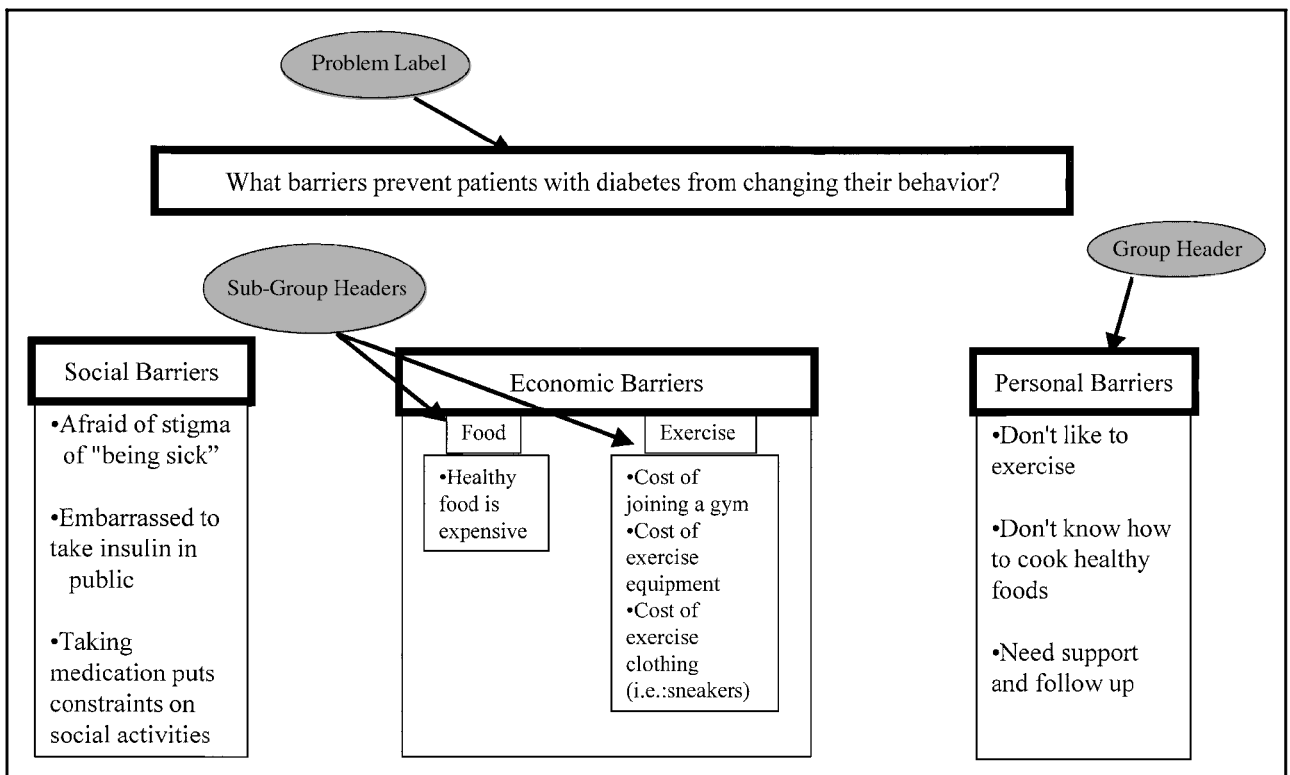 Problem Label
What barriers prevent patients with diabetes from changing their behavior?
Group Header
Sub-Group Headers
Social Barriers
•Afraid of stigma
of "being sick”
•Embarrassed to
take insulin in
public
•Taking
medication puts
constraints on
social activities
Economic Barriers
Food
•Healthy
food is
expensive
Exercise
•Cost of
joining a gym
•Cost of
exercise
equipment
•Cost of
exercise
clothing
(i.e.:sneakers)
Personal Barriers
•Don't like to
exercise
•Don't know how
to cook healthy
foods
•Need support
and follow up